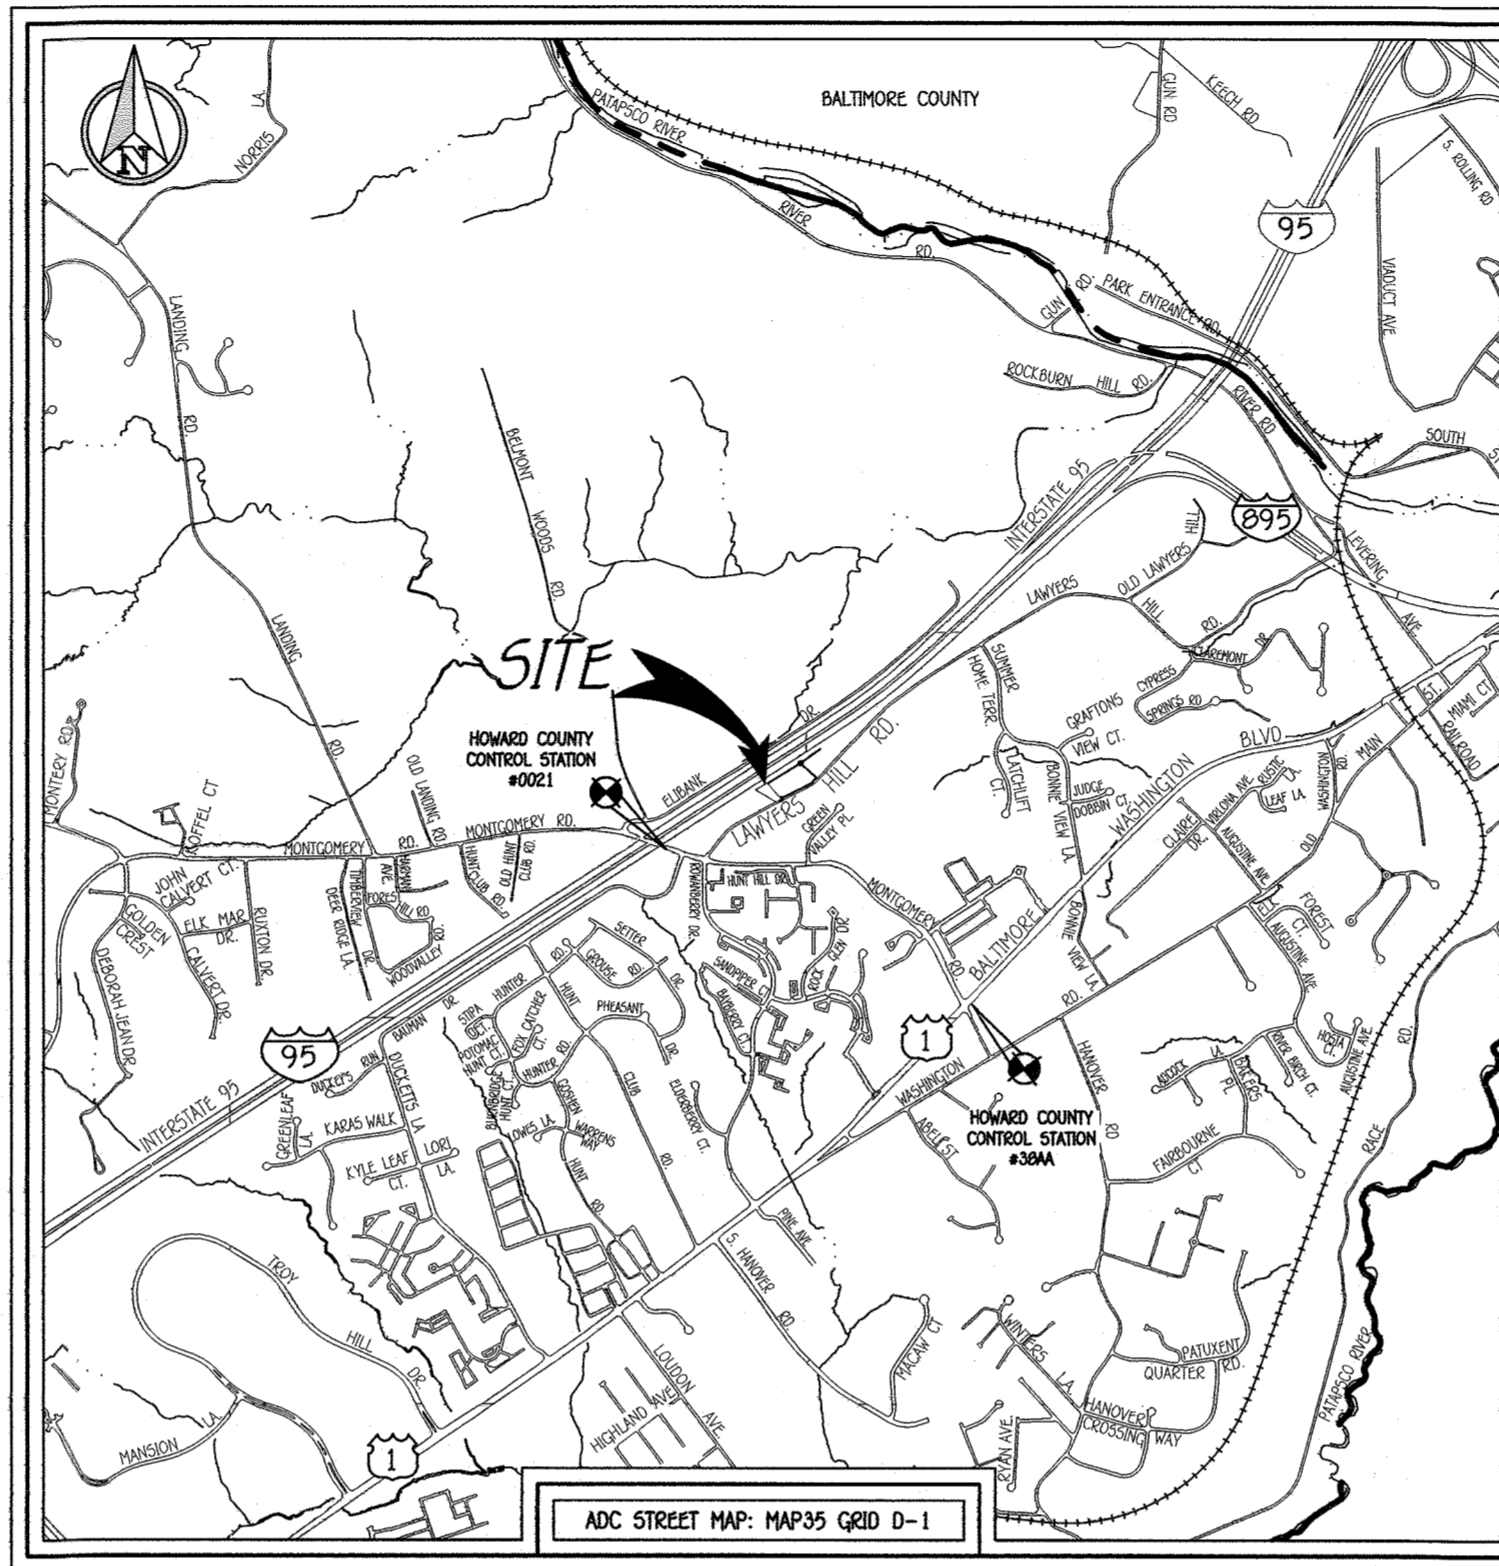 BALTIMORE COUNTY
GUN RD
KEECH RD
S. ROLLING RD
NORRIS
LA.
N
PATAPSCO RIVER
RIVER
RD.
95
VIADUCT AVE
GUN RD.
PARK ENTRANCE RD.
LANDING
RD.
ROCKBURN HILL RD.
RIVER RD
SOUTH
BELMONT
WOODS
RD.
INTERSTATE 95
895
LEVERING
AVE
LAWYERS
HILL
RD.
OLD LAWYERS HILL
LANDING
RD.
SITE
HOWARD COUNTY
CONTROL STATION
#0021
ELIBANK
DR.
LAWYERS HILL RD.
SUMMER
HOME TERR.
CLAREMONT DR
CYPRESS
SPRINGS RD
GRAFTONS
VIEW CT.
LATCHLIFT
CT.
BONNIE
VIEW LA.
JUDGE
DOBBIN CT.
WASHINGTON
BLVD
ST.
MIAMI CT
RAILROAD
MAIN
OLD
WASHINGTON
RD.
RUSTIC
LA.
LEAF LA.
VIRLONA AVE.
CLAIRE
DR.
AUGUSTINE AVE.
MONTERY RD.
ROFFEL CT
OLD LANDING RD.
MONTGOMERY RD.
MONTGOMERY RD.
JOHN
CALVERT CT.
GOLDEN
CREST
ELK MAR
DR.
RUXTON DR.
CALVERT DR.
DEBORAH JEAN DR.
TIMBERVIEW
DR.
DEER RIDGE LA.
AVE
HILL RD
WOODVALLEY
RD.
HUNT CLUB
RD.
OLD HUNT
CLUB RD.
GREEN
VALLEY PL.
ROWANBERRY DR.
HUNT HILL DR.
MONTGOMERY
RD.
BALTIMORE
BONNIE
VIEW LA.
RD.
ELK
FOREST
CT.
AUGUSTINE AVE.
SETTER
DR.
GROUSE
RD.
HUNTER
RD.
HUNT
CLUB
RD.
PHEASANT
DR.
SANDPIPER CT.
BAYBERRY CT.
ROCK
GLEN
DR.
BAUMAN
DR
STIPA
CT.
POTOMAC
HUNT CT.
FOX CATCHER
CT.
HUNTER
RD.
HUNT CT.
GOSHEN
HUNT
RD.
LOWES LA.
WARRENS
WAY
ELDERBERRY CT.
95
INTERSTATE 95
RUN
DUCKETTS
LA
GREENLEAF
LA.
KARAS WALK
KYLE LEAF
CT.
LORI
LA.
1
WASHINGTON
ABEL ST
HOWARD COUNTY
CONTROL STATION
#38AA
HANOVER
RD
ADCOCK
LA.
BAKERS
PL
RIVER BIRCH CT.
HOSTA
CT.
AUGUSTINE AVE
RACE
RD.
FAIRBOURNE
CT
PINE AVE
S. HANOVER
RD.
TROY
HILL
DR.
MANSION
LA.
1
LOUDON
AVE.
HIGHLAND AVE
MACAW CT
WINTERS
LA.
RYAN AVE.
HANOVER
CROSSING WAY
PATUXENT
QUARTER RD.
PATAPSCO RIVER
ADC STREET MAP: MAP35 GRID D-1